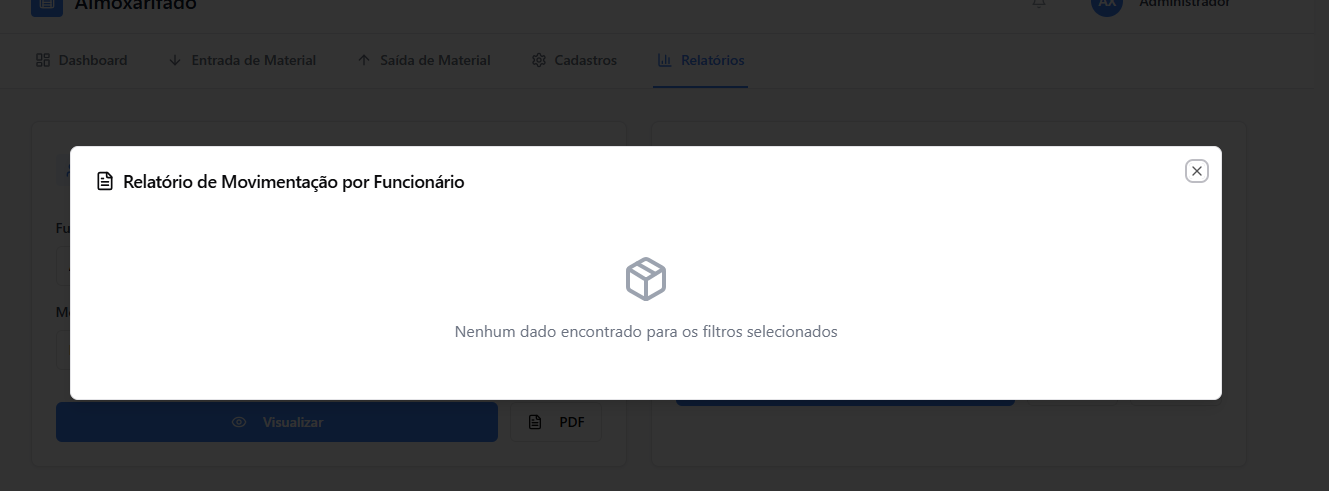 Almoxarifado
AX
Administrador
Dashboard
Entrada de Material
Saída de Material
Cadastros
Relatórios
Relatório de Movimentação por Funcionário
Fu
M
Nenhum dado encontrado para os filtros selecionados
Visualizar
PDF